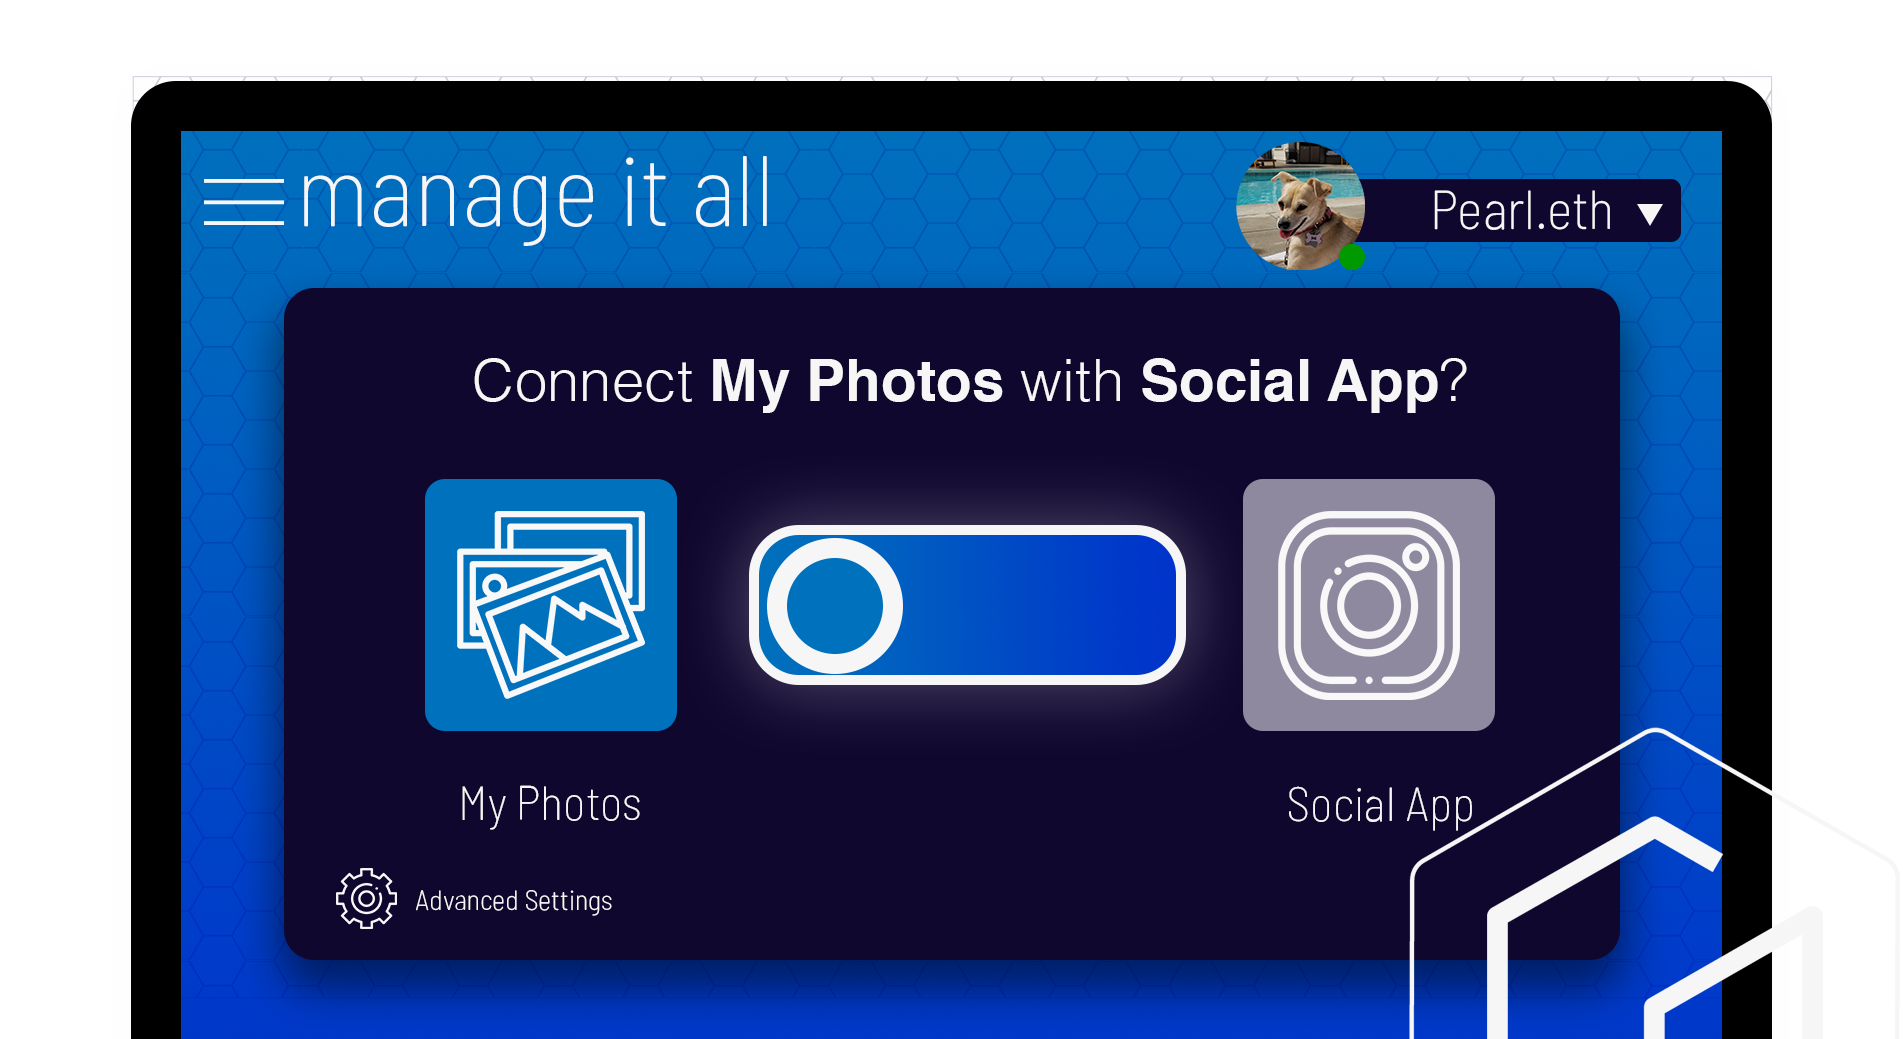 manage it all
Pearl.eth
Connect My Photos with Social App?
My Photos
Social App
Advanced Settings